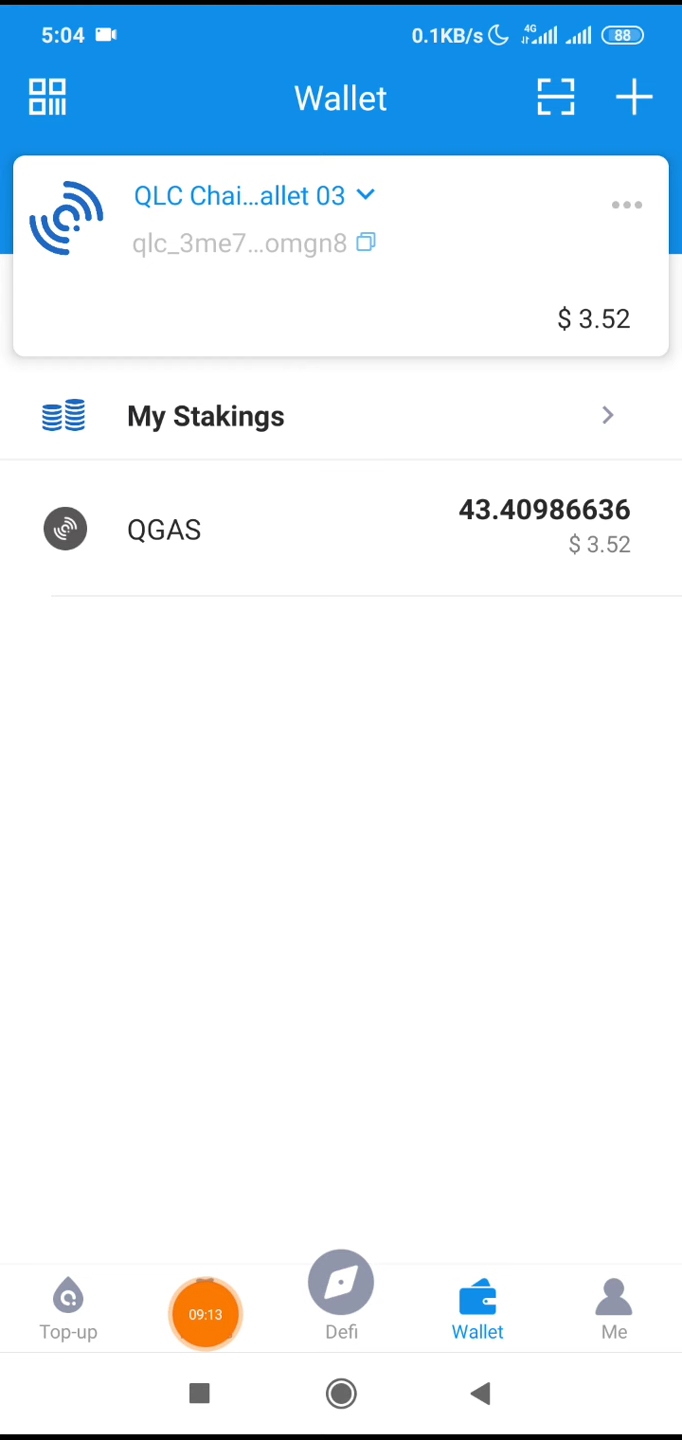 5:04 0.1KB/s 4G 88
Wallet
QLC Chai...allet 03
qlc_3me7...omgn8
$ 3.52
My Stakings
QGAS
43.40986636
$ 3.52
Top-up
09:13
Defi
Wallet
Me